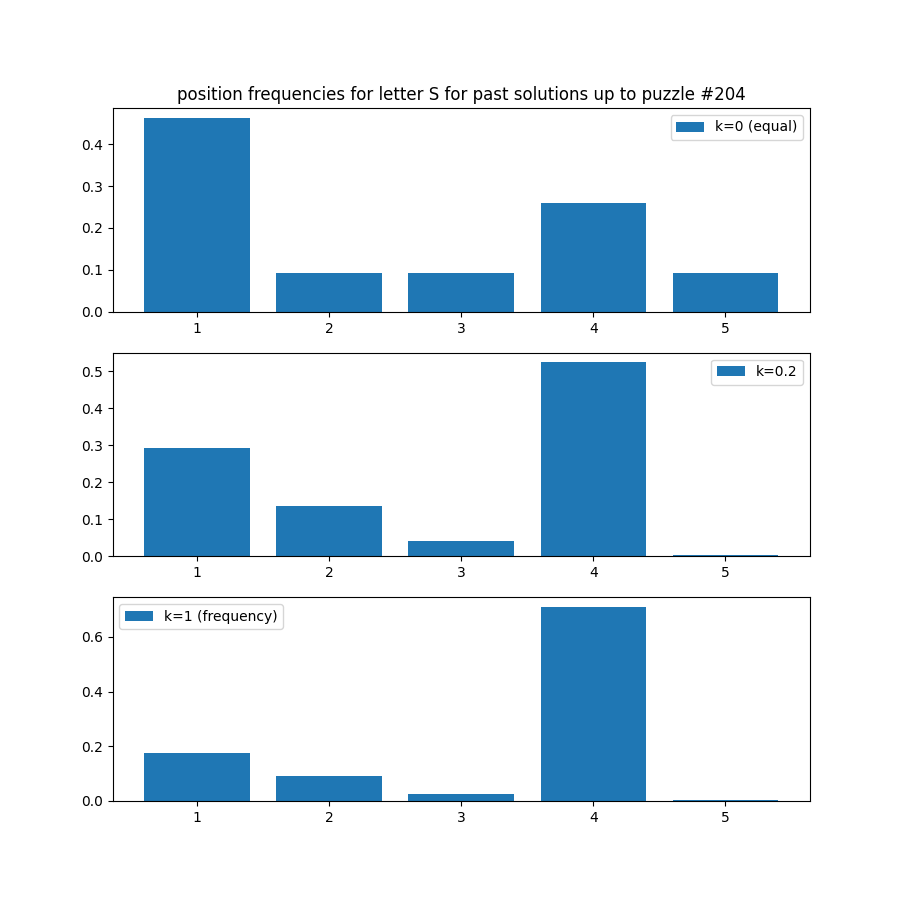 position frequencies for letter S for past solutions up to puzzle #204
k=0 (equal)
0.4
0.3
0.2
0.1
0.0
1 2 3 4 5
k=0.2
0.5
0.4
0.3
0.2
0.1
0.0
1 2 3 4 5
k=1 (frequency)
0.6
0.4
0.2
0.0
1 2 3 4 5